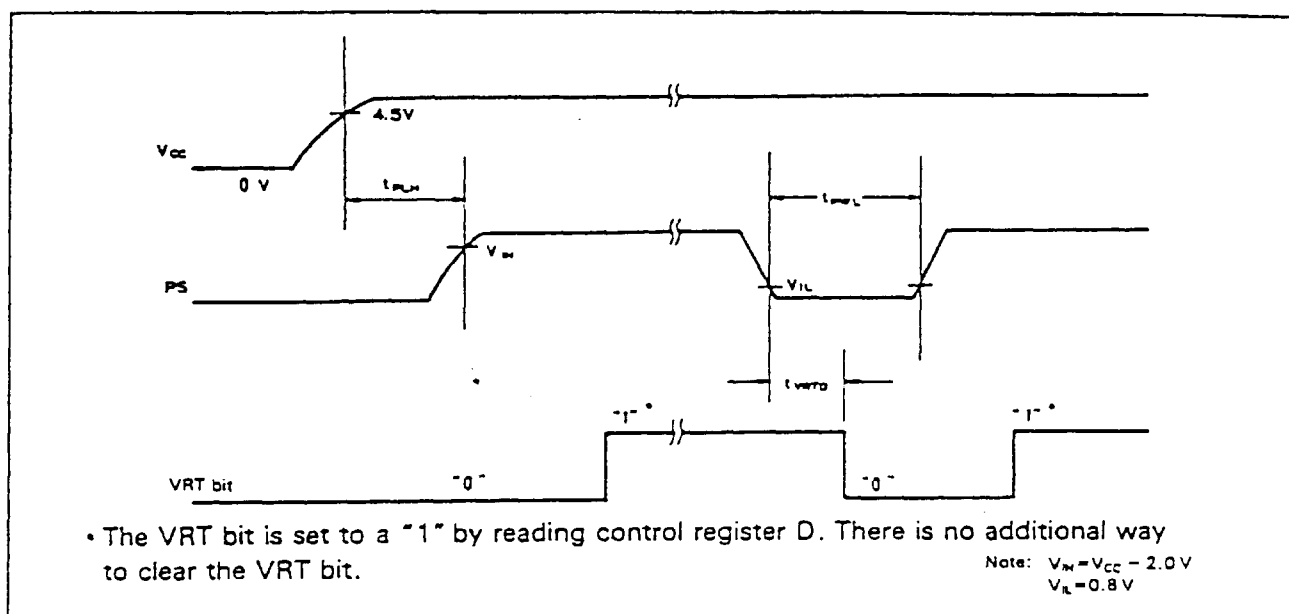 4.5V
VCC
0 V
tPLH
tPWL
VIH
PS
VIL
tVRTD
"1" *
"1" *
"0"
"0"
VRT bit
* The VRT bit is set to a "1" by reading control register D. There is no additional way
to clear the VRT bit.
Note: VIH=VCC − 2.0 V
VIL=0.8 V